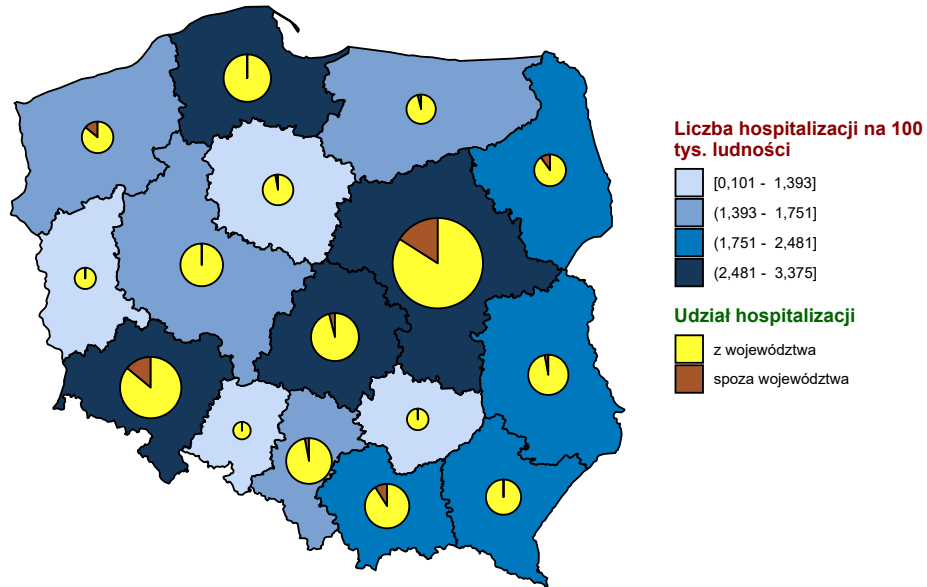 Liczba hospitalizacji na 100
tys. ludności
[0,101 - 1,393]
(1,393 - 1,751]
(1,751 - 2,481]
(2,481 - 3,375]
Udział hospitalizacji
z województwa
spoza województwa